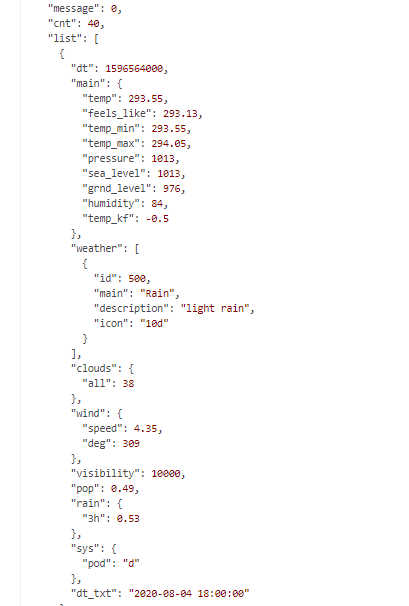 "message": 0,
"cnt": 40,
"list": [
{
"dt": 1596564000,
"main": {
"temp": 293.55,
"feels_like": 293.13,
"temp_min": 293.55,
"temp_max": 294.05,
"pressure": 1013,
"sea_level": 1013,
"grnd_level": 976,
"humidity": 84,
"temp_kf": -0.5
},
"weather": [
{
"id": 500,
"main": "Rain",
"description": "light rain",
"icon": "10d"
}
],
"clouds": {
"all": 38
},
"wind": {
"speed": 4.35,
"deg": 309
},
"visibility": 10000,
"pop": 0.49,
"rain": {
"3h": 0.53
},
"sys": {
"pod": "d"
},
"dt_txt": "2020-08-04 18:00:00"